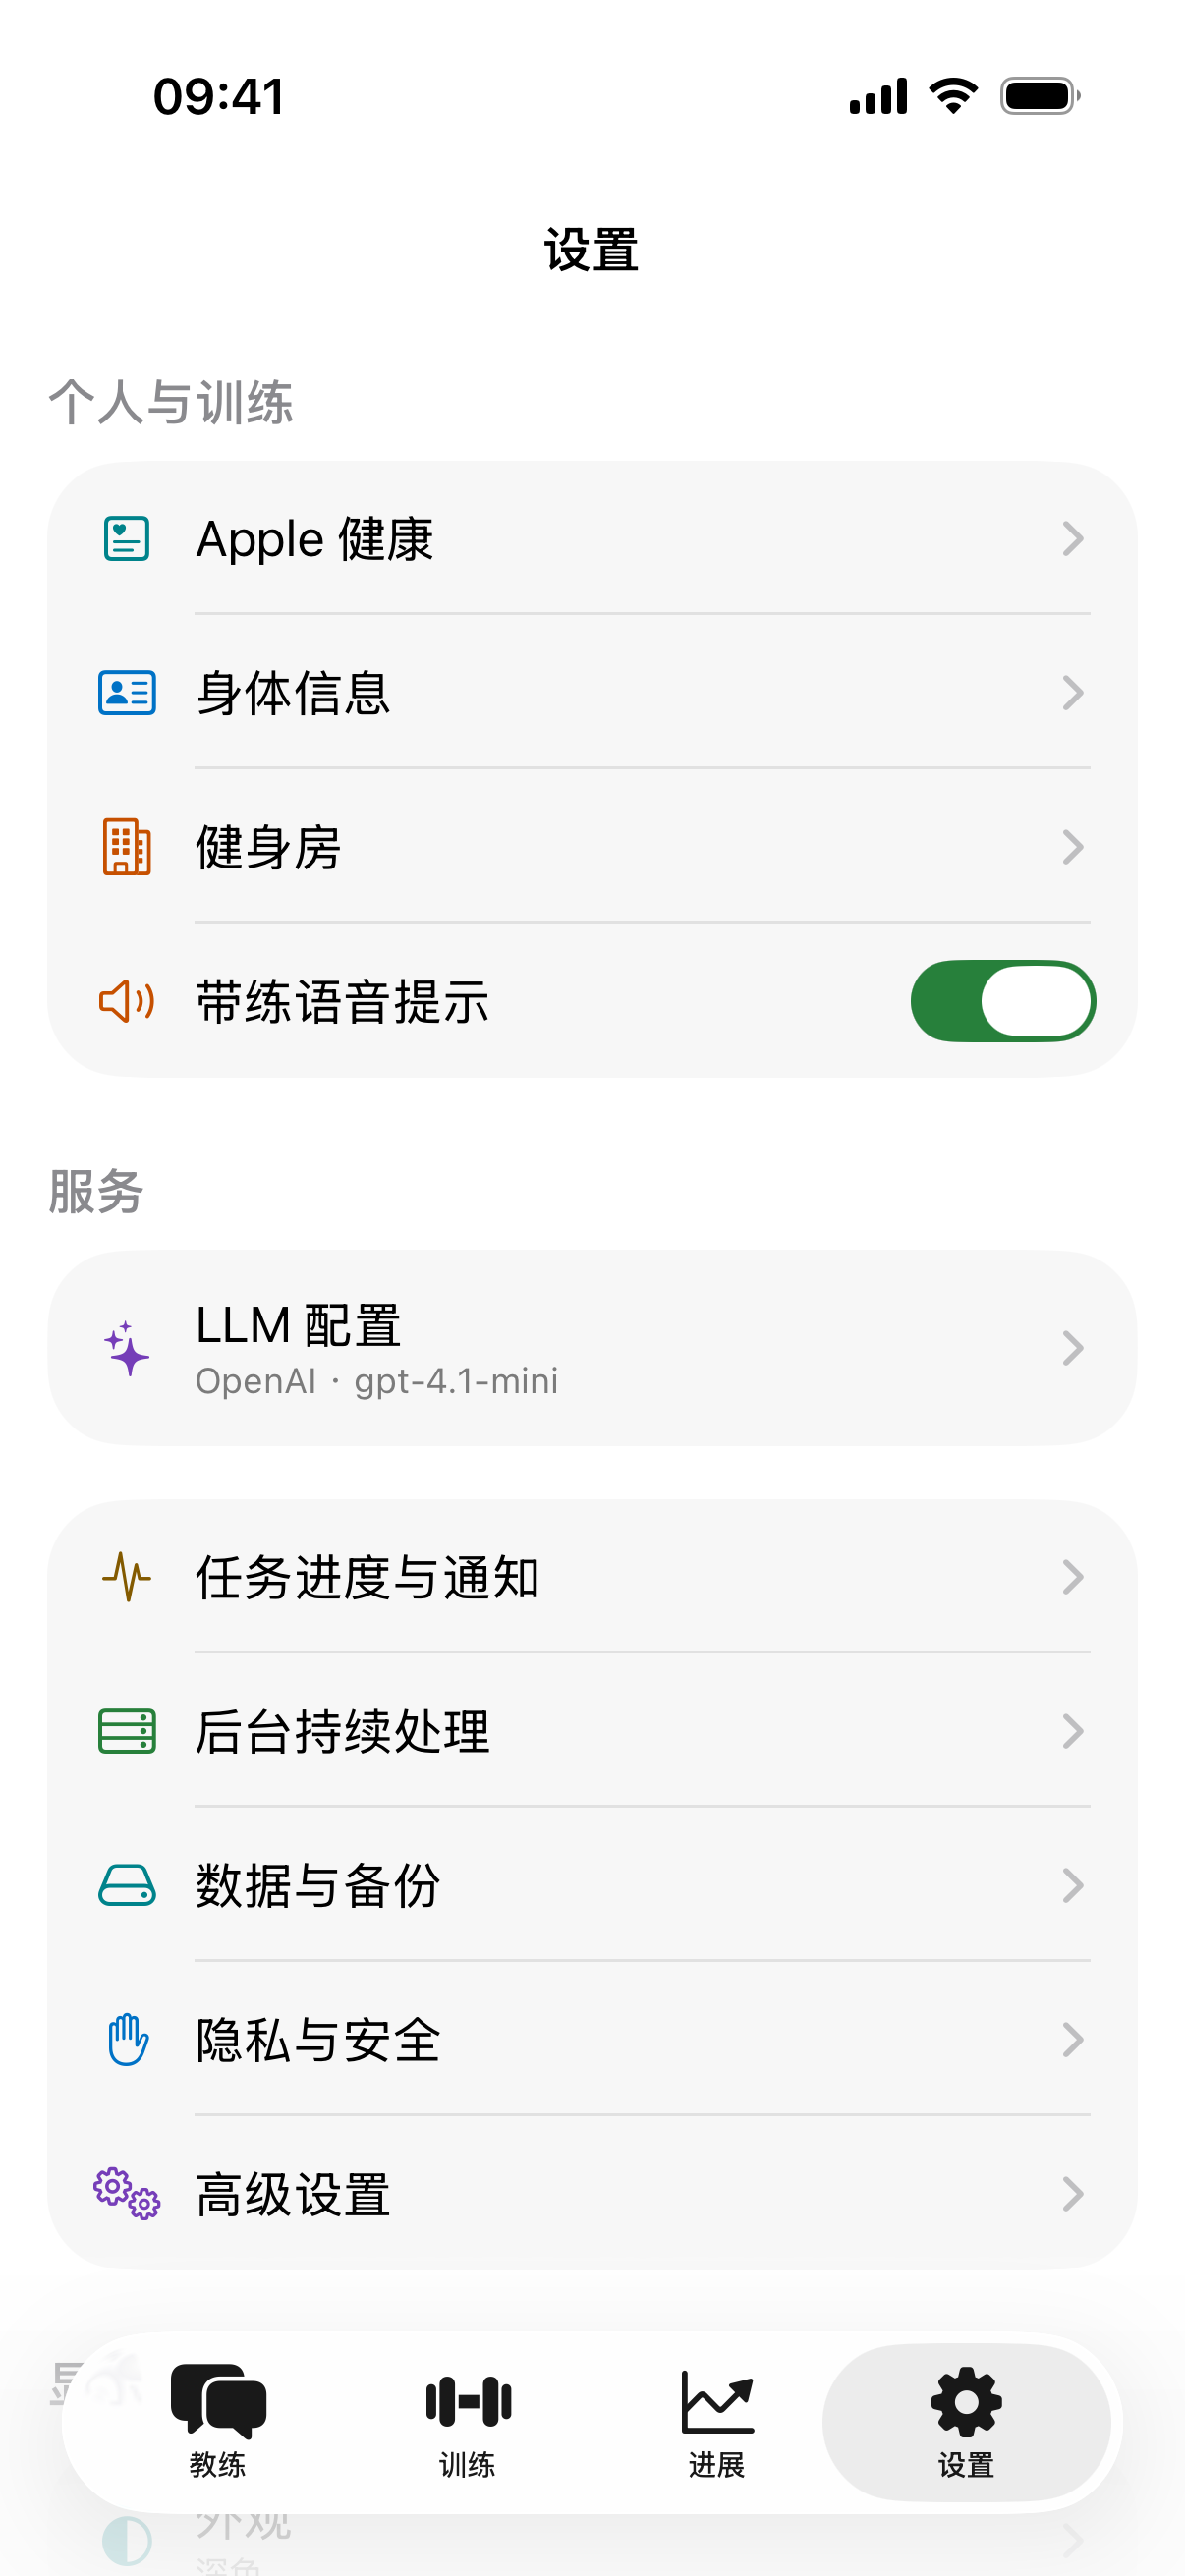 09:41
设置
个人与训练
Apple 健康
身体信息
健身房
带练语音提示
服务
LLM 配置
OpenAI · gpt-4.1-mini
任务进度与通知
后台持续处理
数据与备份
隐私与安全
高级设置
教练
训练
进展
设置
外观
深色